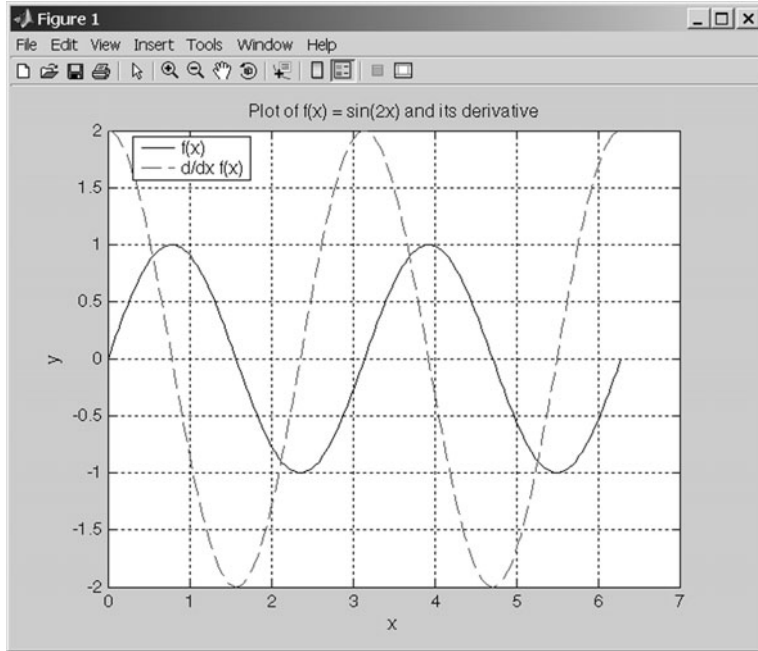 Figure 1
File Edit View Insert Tools Window Help
Plot of f(x) = sin(2x) and its derivative
f(x)
d/dx f(x)
2
1.5
1
0.5
0
-0.5
-1
-1.5
-2
y
0 1 2 3 4 5 6 7
x